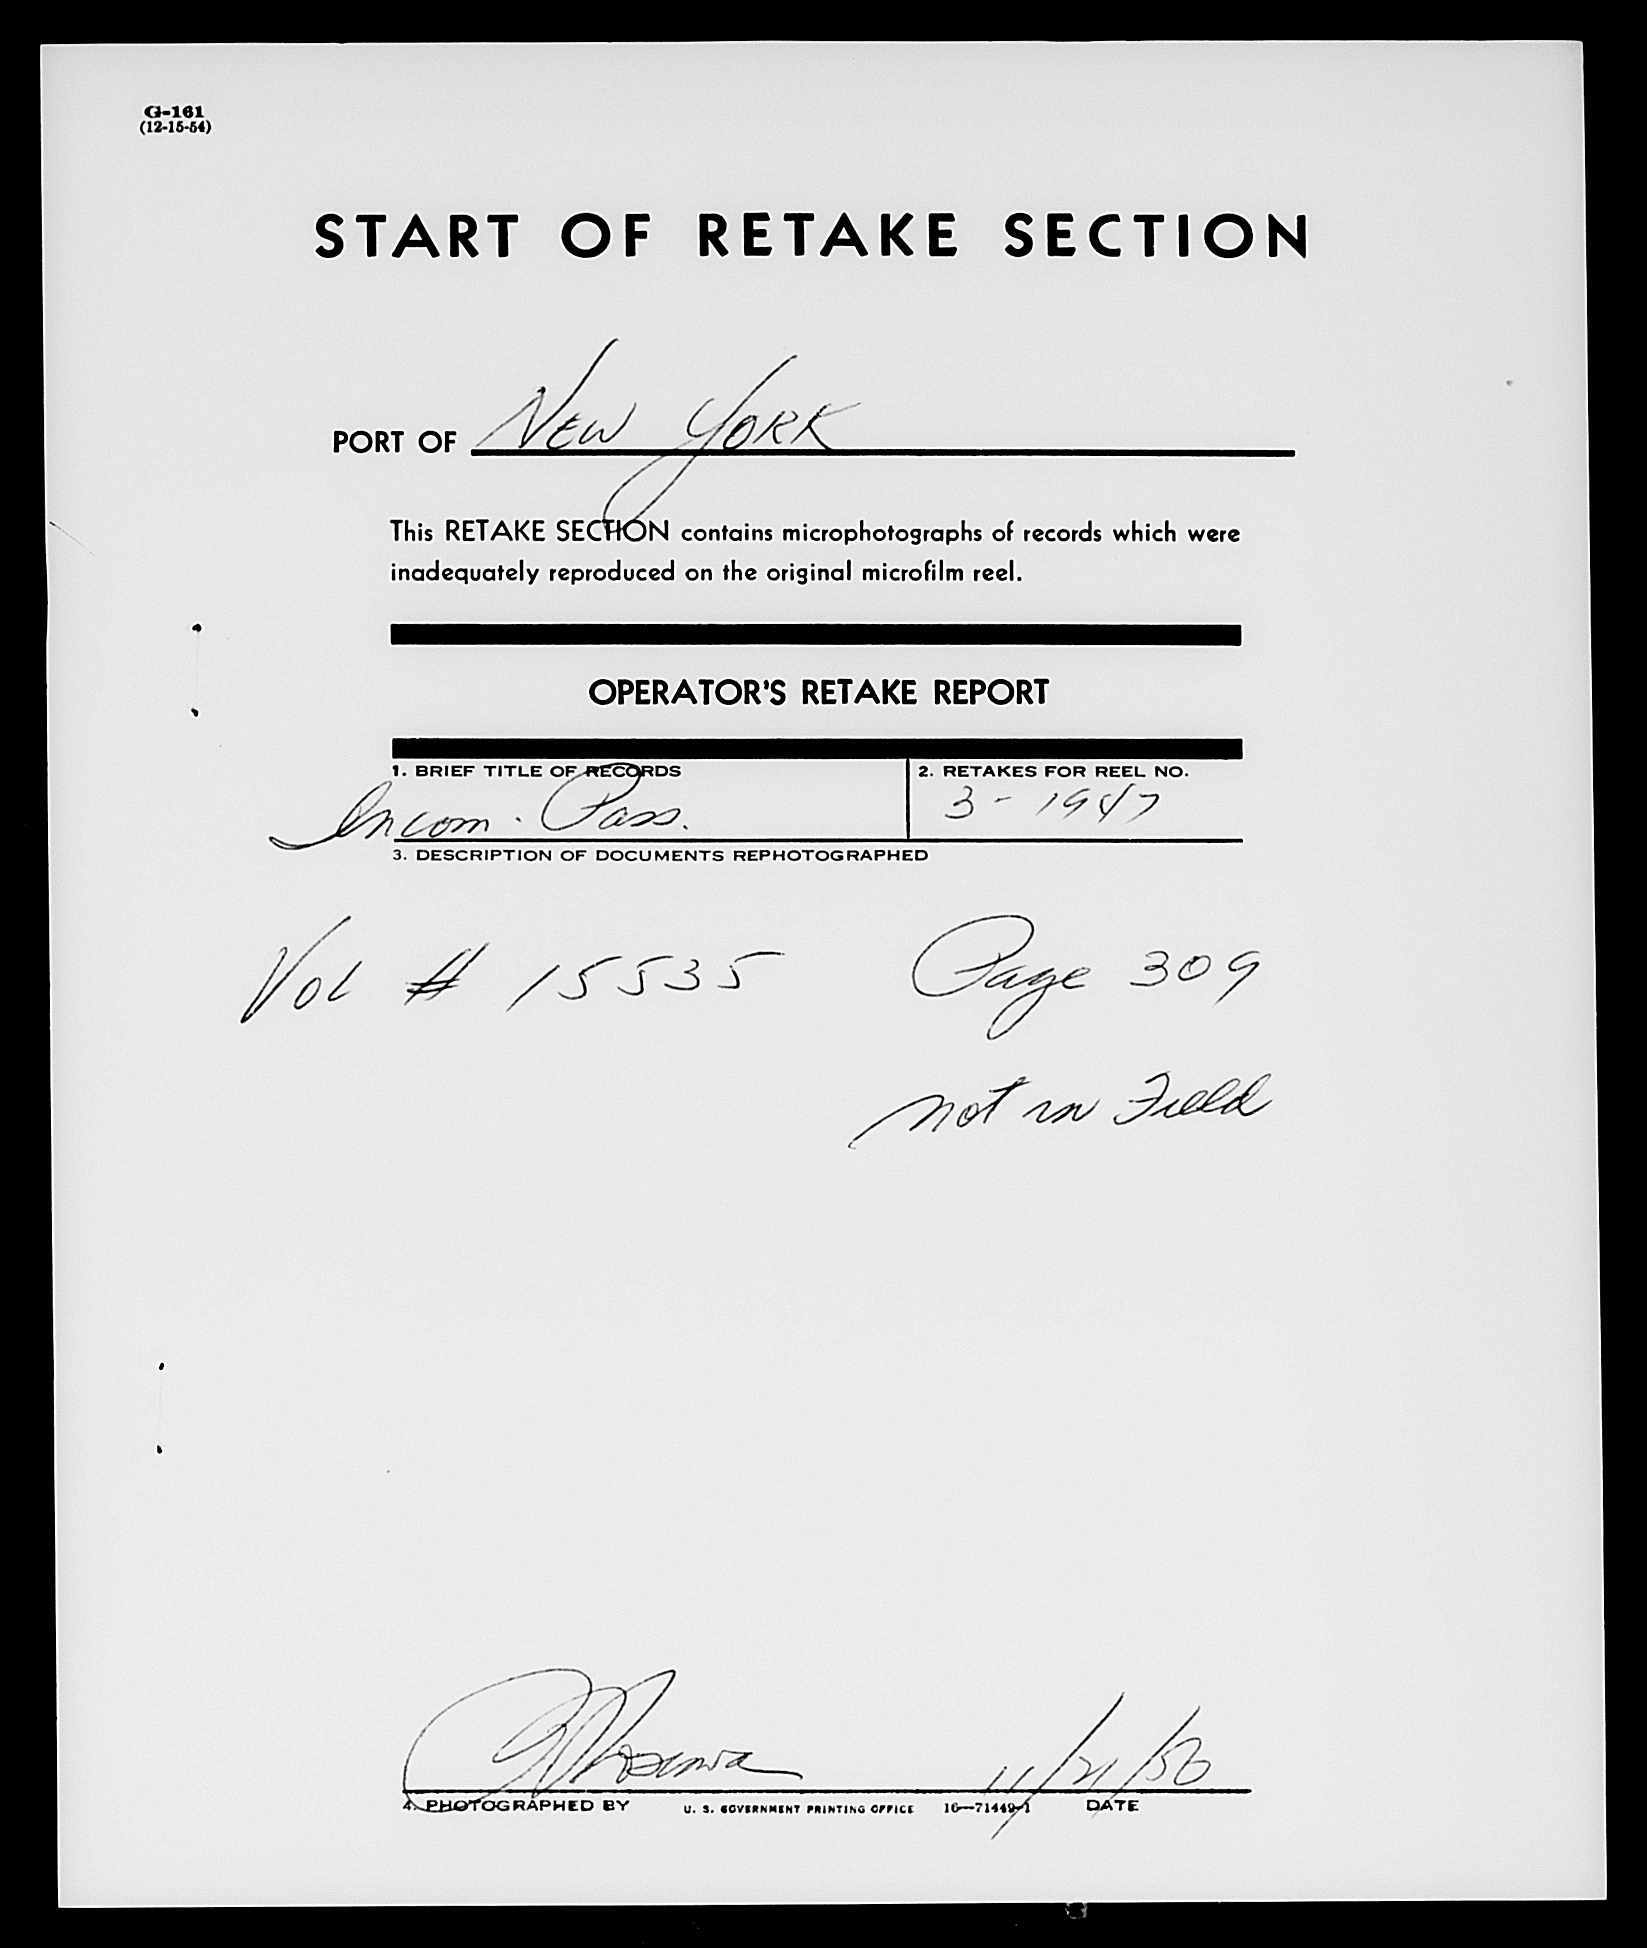 G-161
(12-15-54)
START OF RETAKE SECTION
PORT OF NEW YORK
This RETAKE SECTION contains microphotographs of records which were
inadequately reproduced on the original microfilm reel.
OPERATOR'S RETAKE REPORT
1. BRIEF TITLE OF RECORDS 2. RETAKES FOR REEL NO.
Incom. Pass. 3 - 1947
3. DESCRIPTION OF DOCUMENTS REPHOTOGRAPHED
Vol # 15535 Page 309
not in Field
11/21/56
4. PHOTOGRAPHED BY U. S. GOVERNMENT PRINTING OFFICE 16—71449-1 DATE